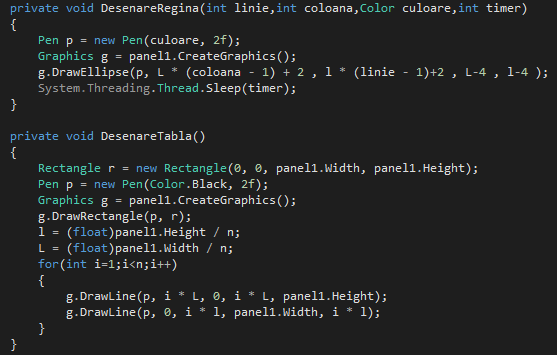 private void DesenareRegina(int linie,int coloana,Color culoare,int timer)
{
Pen p = new Pen(culoare, 2f);
Graphics g = panel1.CreateGraphics();
g.DrawEllipse(p, L * (coloana - 1) + 2 , l * (linie - 1)+2 , L-4 , l-4 );
System.Threading.Thread.Sleep(timer);
}
private void DesenareTabla()
{
Rectangle r = new Rectangle(0, 0, panel1.Width, panel1.Height);
Pen p = new Pen(Color.Black, 2f);
Graphics g = panel1.CreateGraphics();
g.DrawRectangle(p, r);
l = (float)panel1.Height / n;
L = (float)panel1.Width / n;
for(int i=1;i<n;i++)
{
g.DrawLine(p, i * L, 0, i * L, panel1.Height);
g.DrawLine(p, 0, i * l, panel1.Width, i * l);
}
}